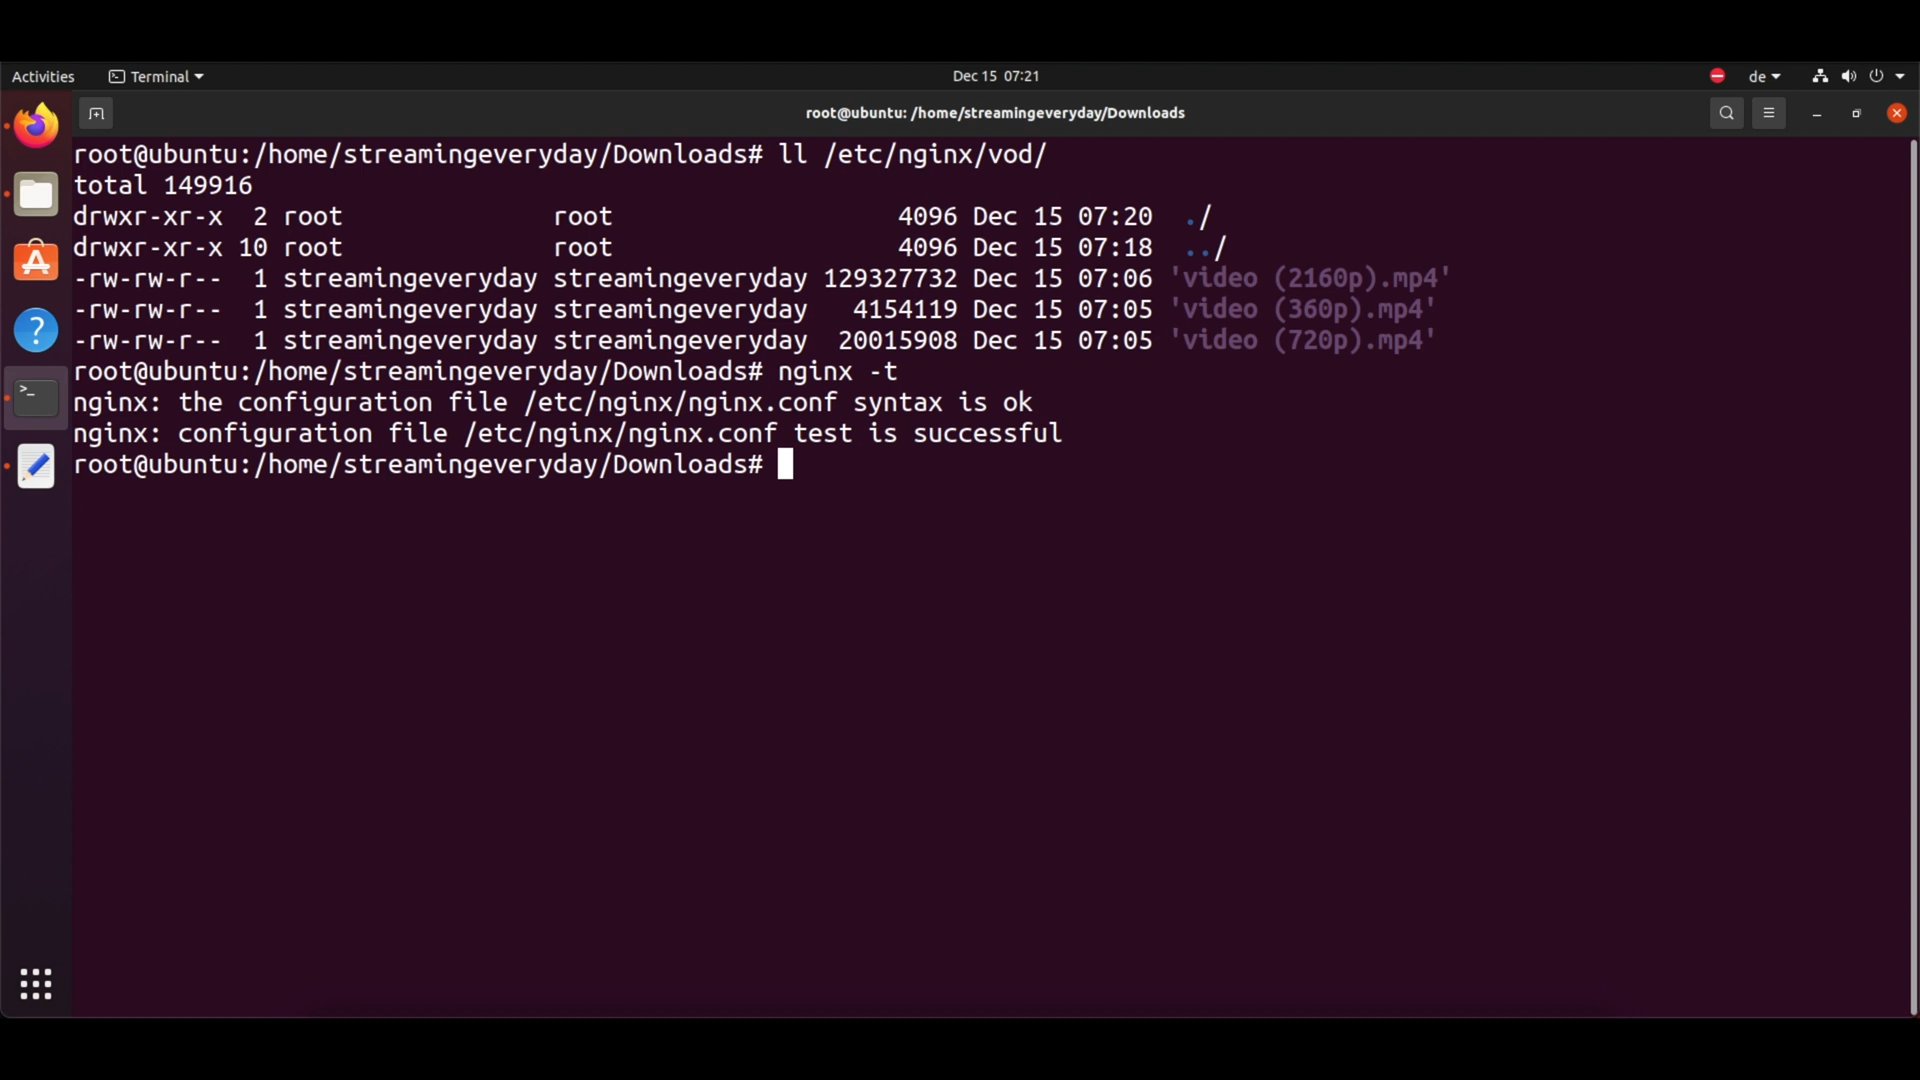 Activities Terminal Dec 15 07:21 de
root@ubuntu: /home/streamingeveryday/Downloads
root@ubuntu:/home/streamingeveryday/Downloads# ll /etc/nginx/vod/
total 149916
drwxr-xr-x  2 root              root                   4096 Dec 15 07:20  ./
drwxr-xr-x 10 root              root                   4096 Dec 15 07:18  ../
-rw-rw-r--  1 streamingeveryday streamingeveryday 129327732 Dec 15 07:06 'video (2160p).mp4'
-rw-rw-r--  1 streamingeveryday streamingeveryday   4154119 Dec 15 07:05 'video (360p).mp4'
-rw-rw-r--  1 streamingeveryday streamingeveryday  20015908 Dec 15 07:05 'video (720p).mp4'
root@ubuntu:/home/streamingeveryday/Downloads# nginx -t
nginx: the configuration file /etc/nginx/nginx.conf syntax is ok
nginx: configuration file /etc/nginx/nginx.conf test is successful
root@ubuntu:/home/streamingeveryday/Downloads#